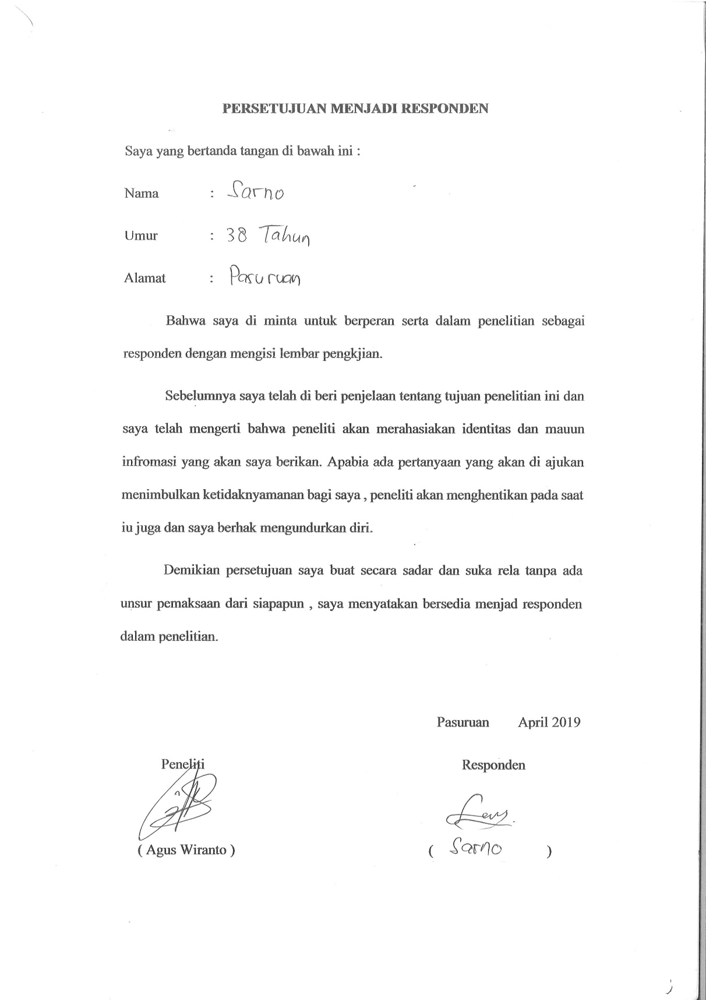 PERSETUJUAN MENJADI RESPONDEN
Saya yang bertanda tangan di bawah ini :
Nama : Sarno
Umur : 38 Tahun
Alamat : Pasuruan
Bahwa saya di minta untuk berperan serta dalam penelitian sebagai
responden dengan mengisi lembar pengkjian.
Sebelumnya saya telah di beri penjelaan tentang tujuan penelitian ini dan
saya telah mengerti bahwa peneliti akan merahasiakan identitas dan mauun
infromasi yang akan saya berikan. Apabia ada pertanyaan yang akan di ajukan
menimbulkan ketidaknyamanan bagi saya , peneliti akan menghentikan pada saat
iu juga dan saya berhak mengundurkan diri.
Demikian persetujuan saya buat secara sadar dan suka rela tanpa ada
unsur pemaksaan dari siapapun , saya menyatakan bersedia menjad responden
dalam penelitian.
Pasuruan April 2019
Peneliti Responden
( Agus Wiranto ) ( Sarno )